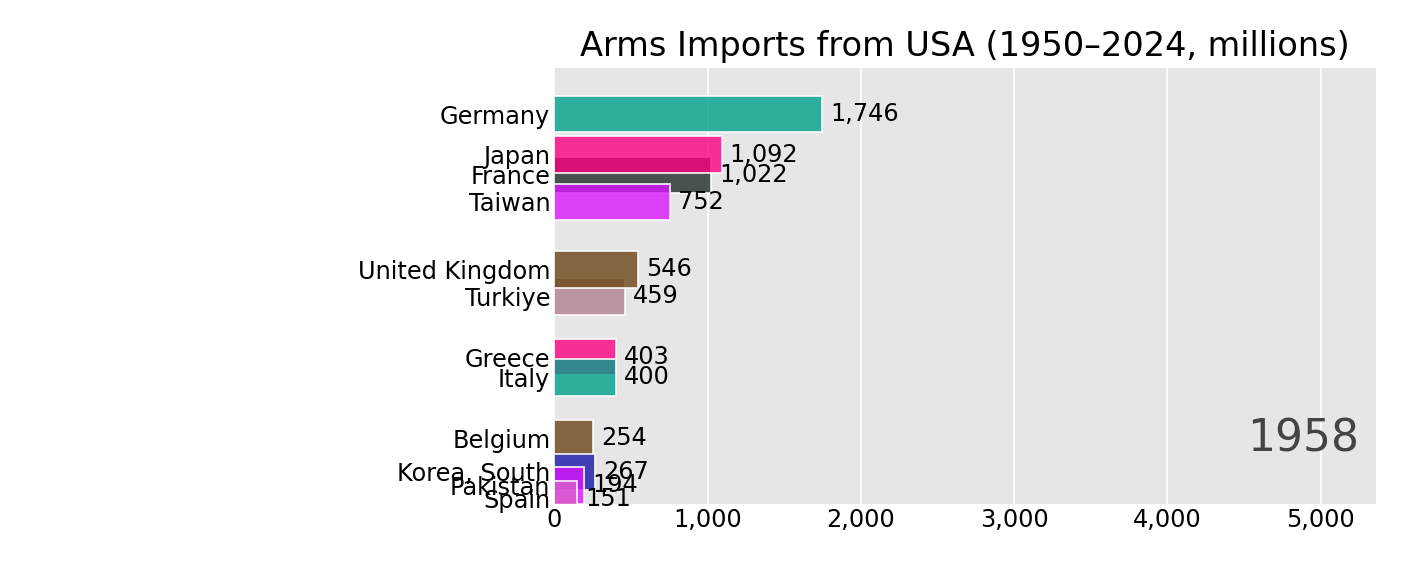 Arms Imports from USA (1950–2024, millions)
Germany 1,746
Japan 1,092
France 1,022
Taiwan 752
United Kingdom 546
Turkiye 459
Greece 403
Italy 400
Belgium 254
1958
Korea, South 267
Pakistan 194
Spain 151
0 1,000 2,000 3,000 4,000 5,000